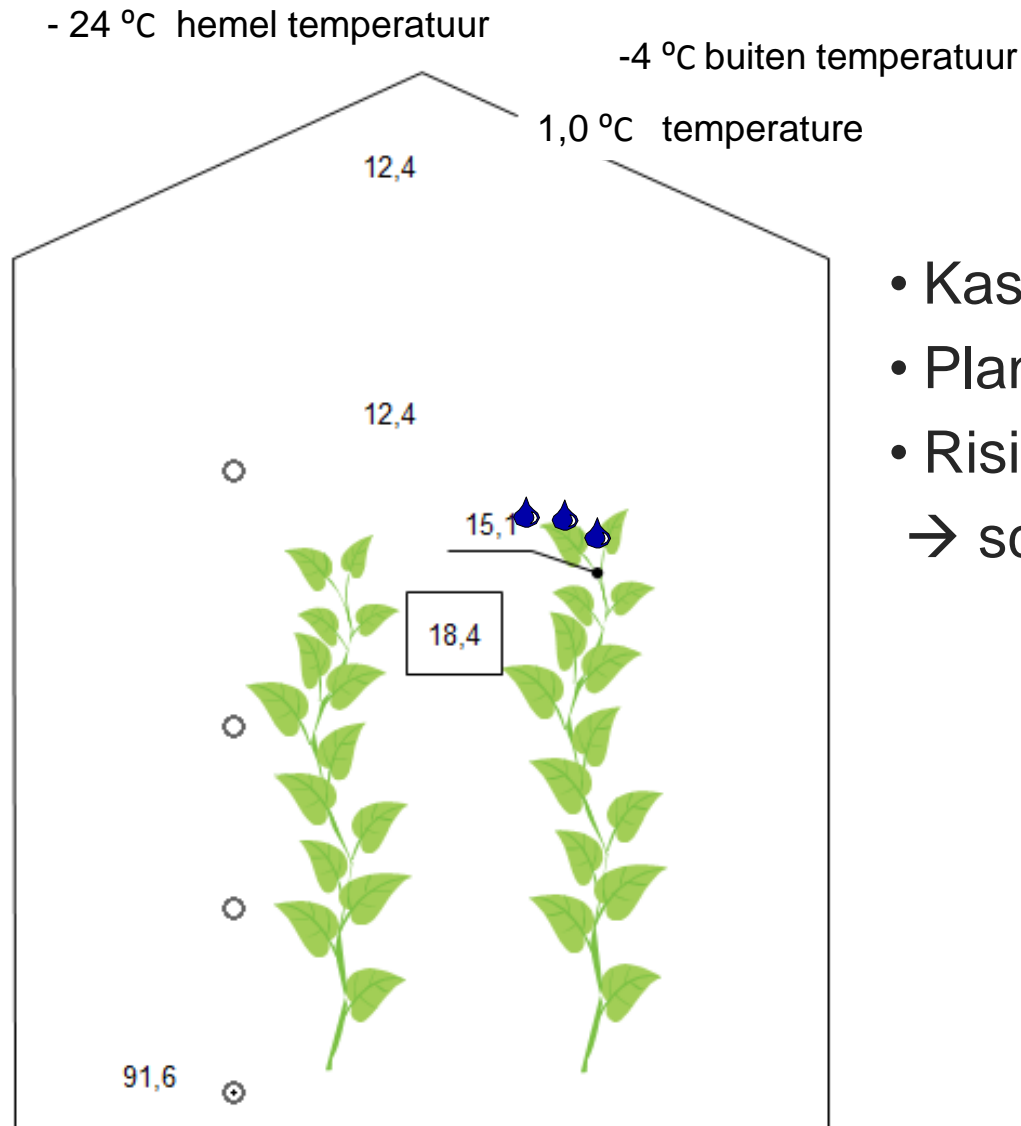 - 24 ºC hemel temperatuur
-4 ºC buiten temperatuur
1,0 ºC temperature
12,4
• Kas
12,4
• Plan
• Risi
15,1
→ sc
18,4
91,6